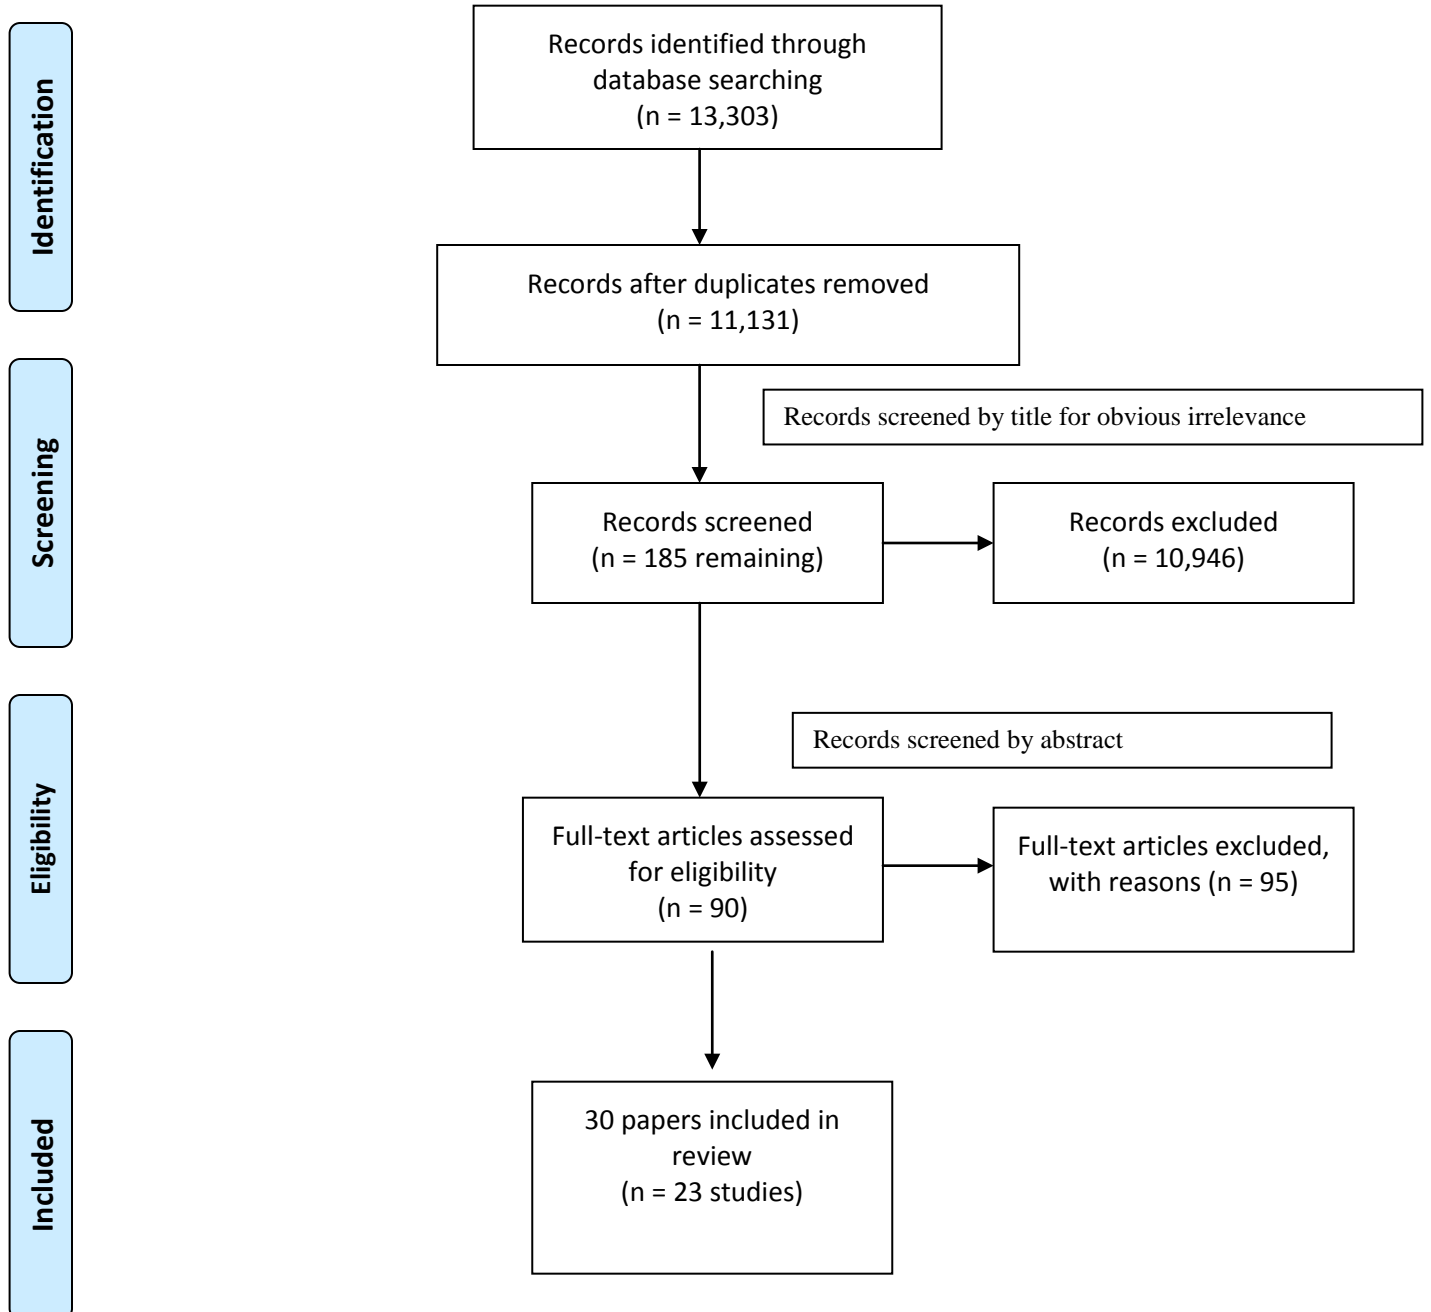 Identification
Records identified through
database searching
(n = 13,303)
Records after duplicates removed
(n = 11,131)
Screening
Records screened by title for obvious irrelevance
Records screened
(n = 185 remaining)
Records excluded
(n = 10,946)
Eligibility
Records screened by abstract
Full-text articles assessed
for eligibility
(n = 90)
Full-text articles excluded,
with reasons (n = 95)
Included
30 papers included in
review
(n = 23 studies)